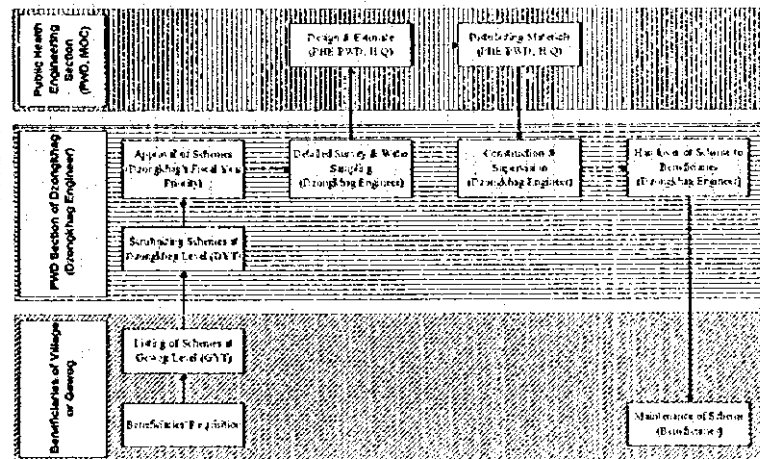 Public Health
Engineering
Section
(PWD, MOC)
Design & Estimate
(PHE PWD, H.Q)
Distributing Materials
(PHE PWD, H.Q)
PWD Section of Dzongkhag
(Dzongkhag Engineer)
Approval of Schemes
(Dzongkhag's Fiscal Year
Priority)
Detailed Survey & Water
Sampling
(Dzongkhag Engineer)
Construction &
Supervision
(Dzongkhag Engineer)
Hand over of Scheme to
Beneficiaries
(Dzongkhag Engineer)
Scrutinizing Schemes at
Dzongkhag Level (DYT)
Beneficiaries of Village
or Gewog
Listing of Schemes at
Gewog Level (GYT)
Beneficiaries' Requisition
Maintenance of Scheme
(Beneficiaries)